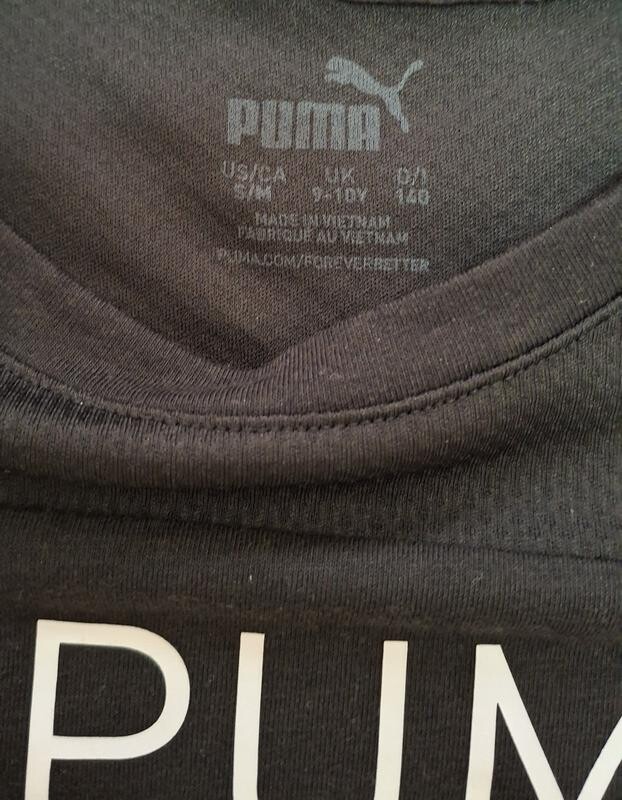 PUMA
US/CA UK D/I
S/M 9-10Y 140
MADE IN VIETNAM
FABRIQUÉ AU VIETNAM
PUMA.COM/FOREVERBETTER
PUM